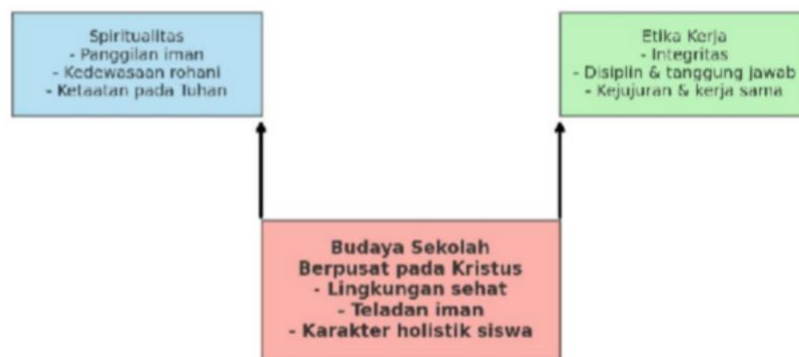 Spiritualitas
- Panggilan iman
- Kedewasaan rohani
- Ketaatan pada Tuhan
Etika Kerja
- Integritas
- Disiplin & tanggung jawab
- Kejujuran & kerja sama
Budaya Sekolah
Berpusat pada Kristus
- Lingkungan sehat
- Teladan iman
- Karakter holistik siswa